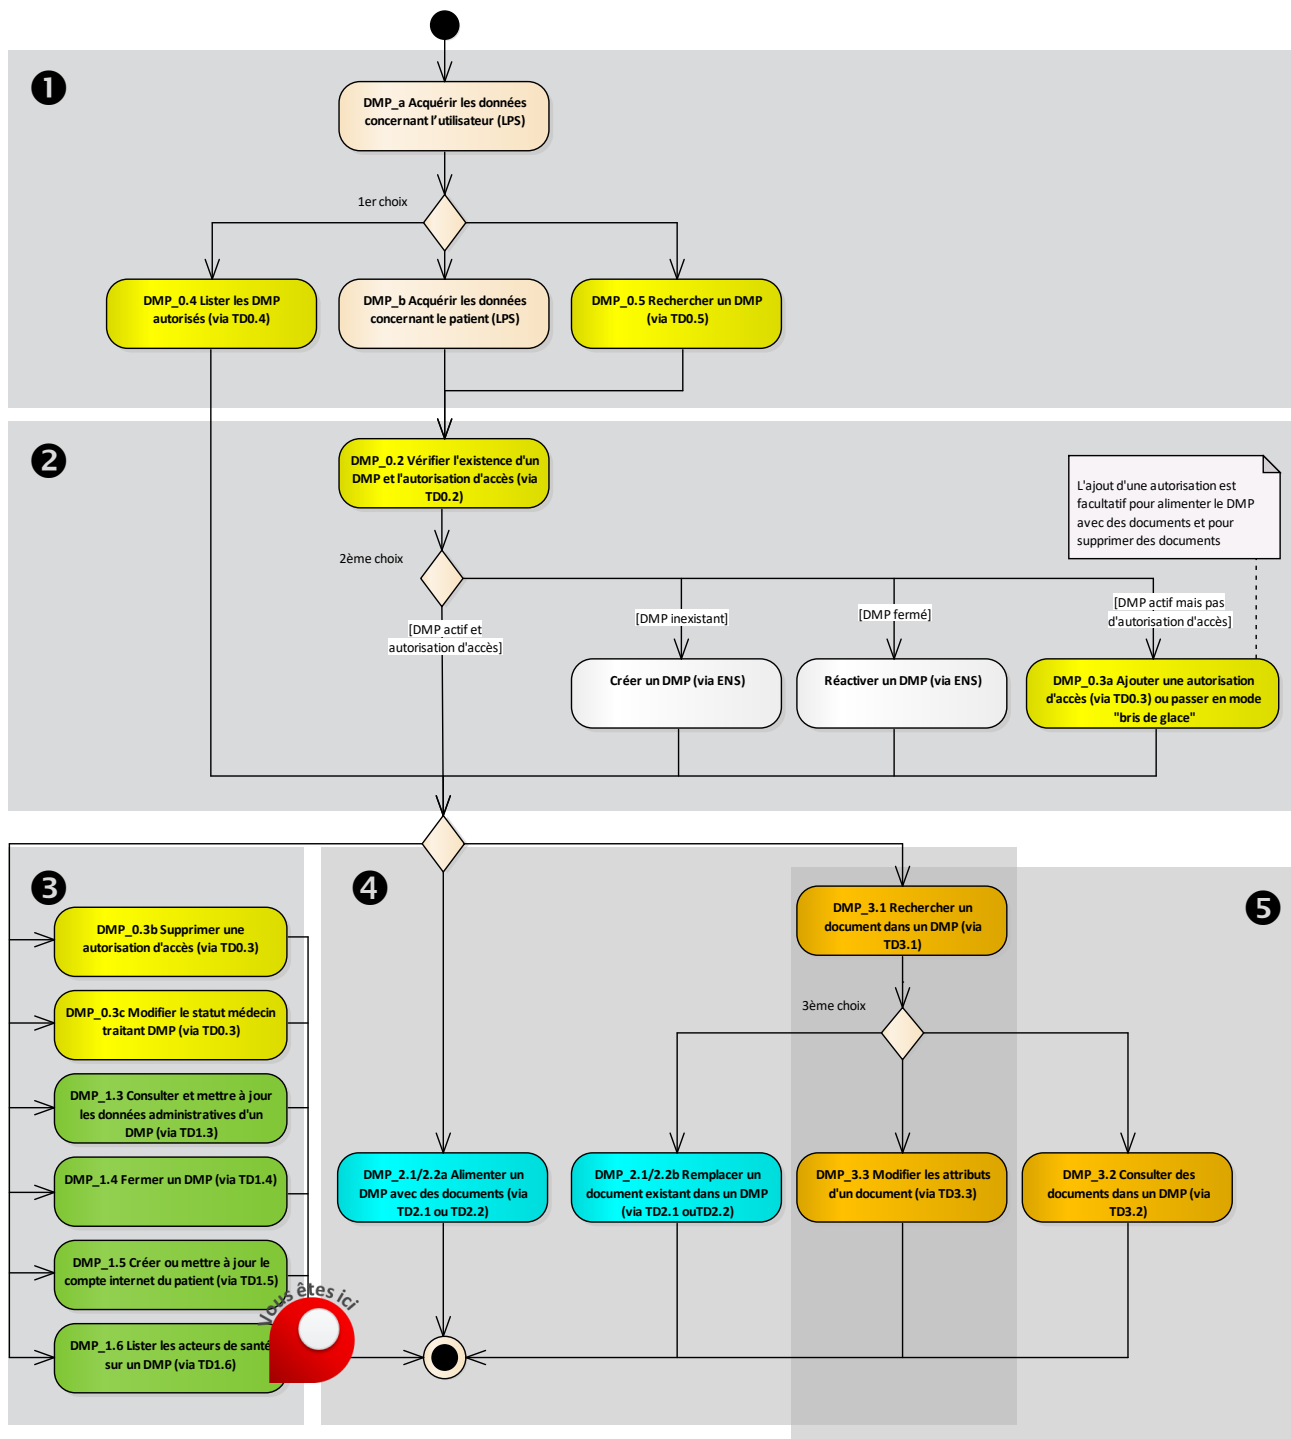 ❶
DMP_a Acquérir les données
concernant l’utilisateur (LPS)
1er choix
DMP_0.4 Lister les DMP
autorisés (via TD0.4)
DMP_b Acquérir les données
concernant le patient (LPS)
DMP_0.5 Rechercher un DMP
(via TD0.5)
❷
DMP_0.2 Vérifier l'existence d'un
DMP et l'autorisation d'accès (via
TD0.2)
L'ajout d'une autorisation est
facultatif pour alimenter le DMP
avec des documents et pour
supprimer des documents
2ème choix
[DMP actif et
autorisation d'accès]
[DMP inexistant]
[DMP fermé]
[DMP actif mais pas
d'autorisation d'accès]
Créer un DMP (via ENS)
Réactiver un DMP (via ENS)
DMP_0.3a Ajouter une autorisation
d'accès (via TD0.3) ou passer en mode
"bris de glace"
❸
DMP_0.3b Supprimer une
autorisation d'accès (via TD0.3)
DMP_0.3c Modifier le statut médecin
traitant DMP (via TD0.3)
DMP_1.3 Consulter et mettre à jour
les données administratives d'un
DMP (via TD1.3)
DMP_1.4 Fermer un DMP (via TD1.4)
DMP_1.5 Créer ou mettre à jour le
compte internet du patient (via TD1.5)
DMP_1.6 Lister les acteurs de santé
sur un DMP (via TD1.6)
Vous êtes ici
❹
❺
DMP_3.1 Rechercher un
document dans un DMP (via
TD3.1)
3ème choix
DMP_2.1/2.2a Alimenter un
DMP avec des documents (via
TD2.1 ou TD2.2)
DMP_2.1/2.2b Remplacer un
document existant dans un DMP
(via TD2.1 ouTD2.2)
DMP_3.3 Modifier les attributs
d'un document (via TD3.3)
DMP_3.2 Consulter des
documents dans un DMP (via
TD3.2)